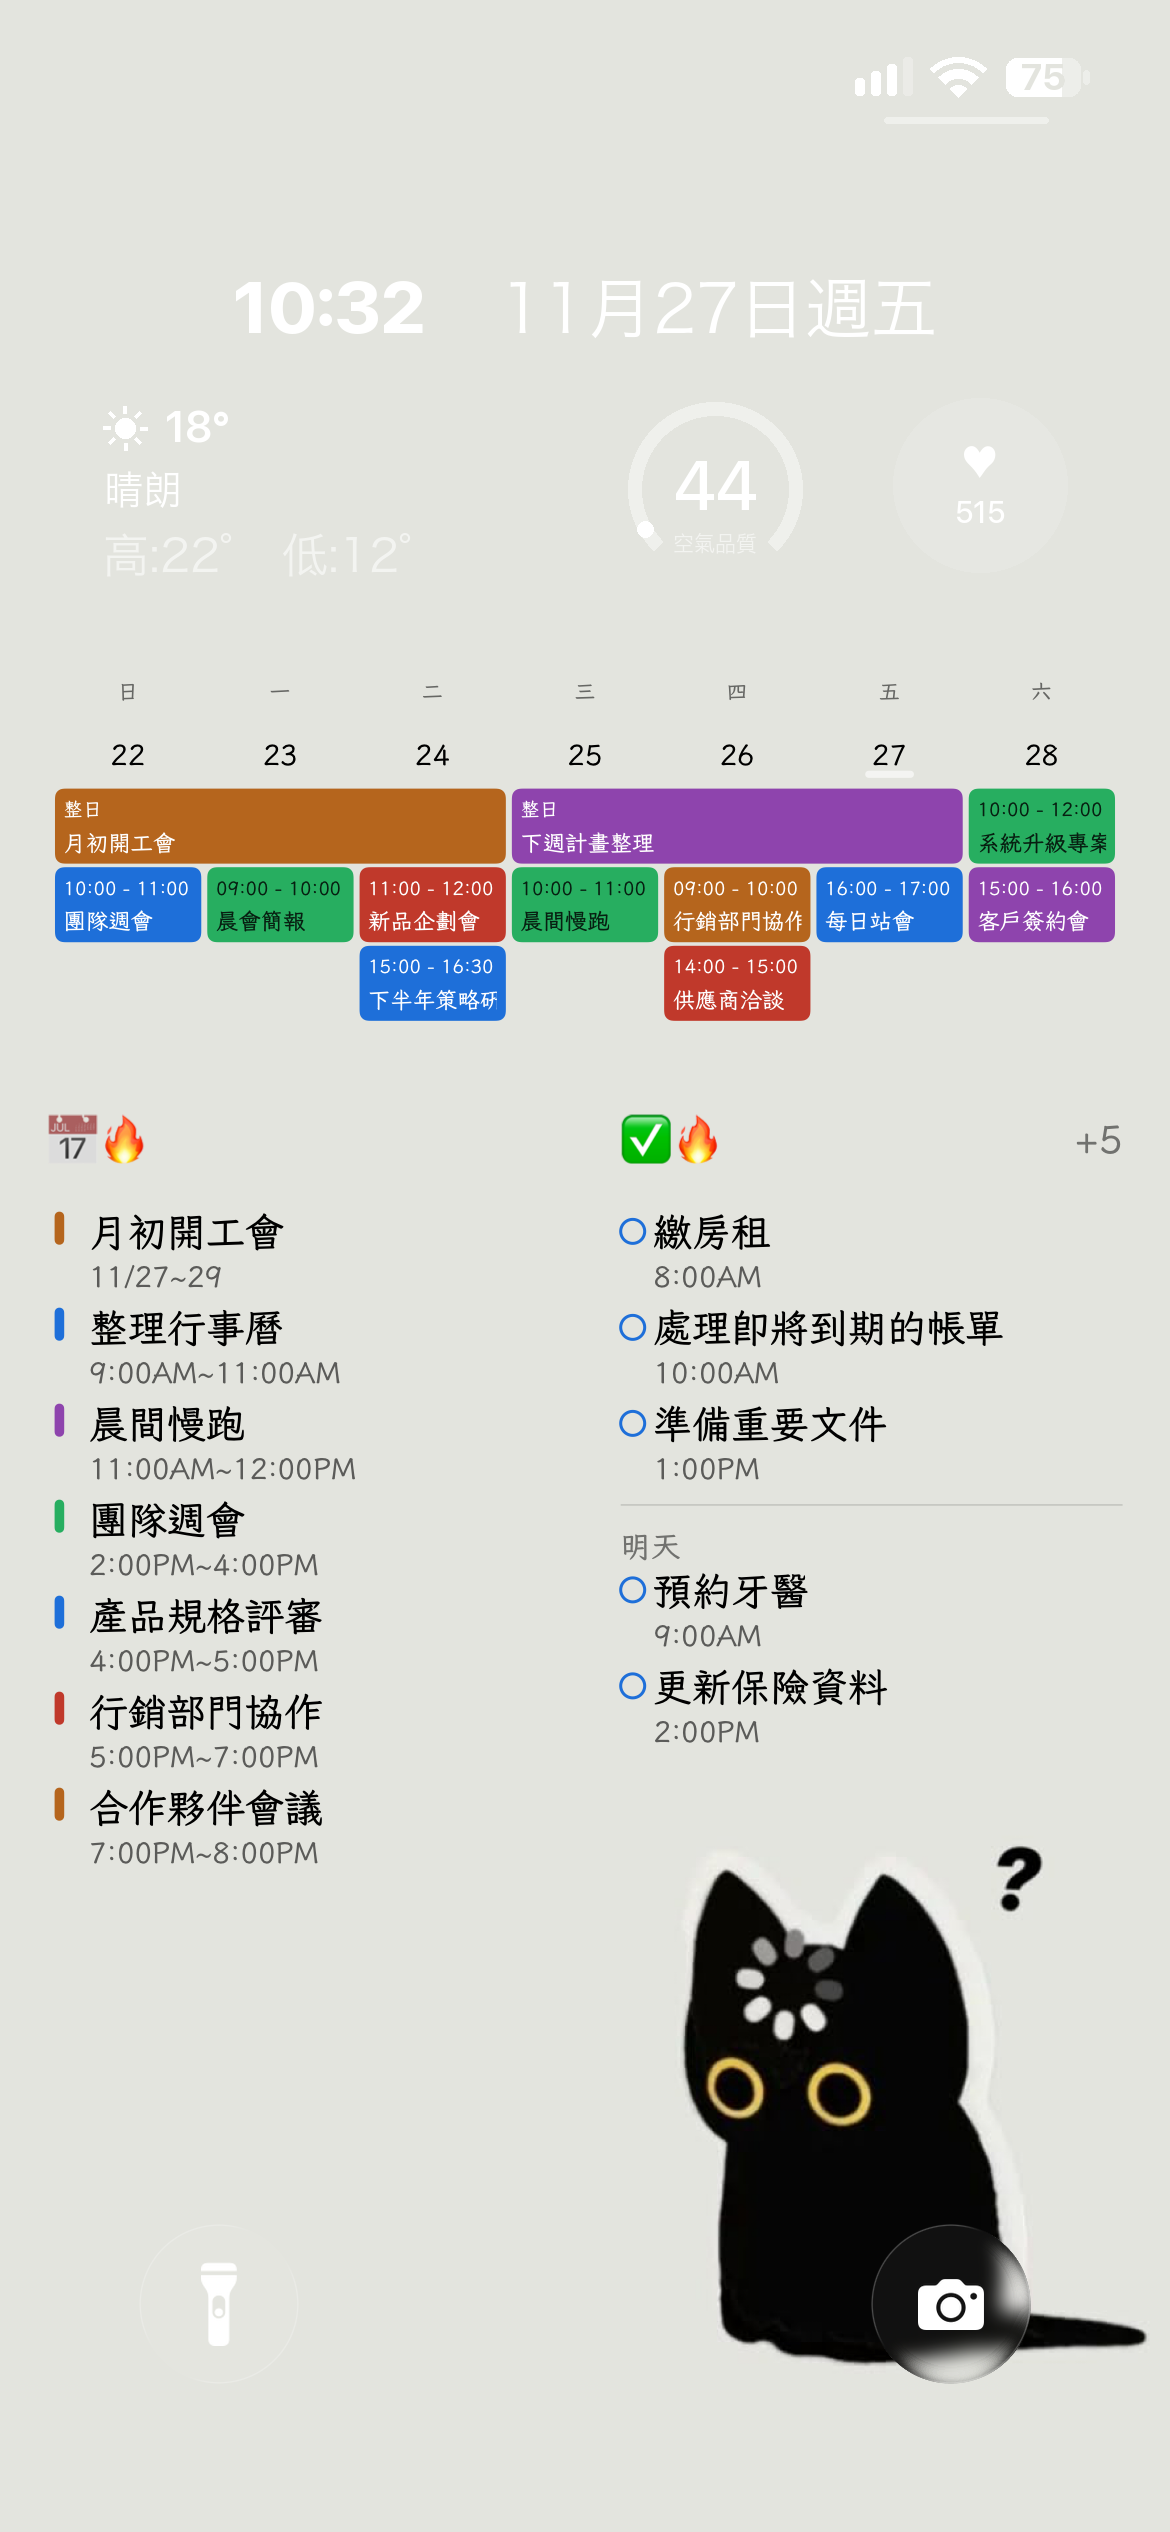 75
10:32 11月27日週五
18°
晴朗
高:22° 低:12°
44
空氣品質
515
日 一 二 三 四 五 六
22 23 24 25 26 27 28
整日
月初開工會
整日
下週計畫整理
10:00 - 12:00
系統升級專案
10:00 - 11:00
團隊週會
09:00 - 10:00
晨會簡報
11:00 - 12:00
新品企劃會
10:00 - 11:00
晨間慢跑
09:00 - 10:00
行銷部門協作
16:00 - 17:00
每日站會
15:00 - 16:00
客戶簽約會
15:00 - 16:30
下半年策略研
14:00 - 15:00
供應商洽談
JUL
17
月初開工會
11/27~29
整理行事曆
9:00AM~11:00AM
晨間慢跑
11:00AM~12:00PM
團隊週會
2:00PM~4:00PM
產品規格評審
4:00PM~5:00PM
行銷部門協作
5:00PM~7:00PM
合作夥伴會議
7:00PM~8:00PM
+5
繳房租
8:00AM
處理即將到期的帳單
10:00AM
準備重要文件
1:00PM
明天
預約牙醫
9:00AM
更新保險資料
2:00PM
?